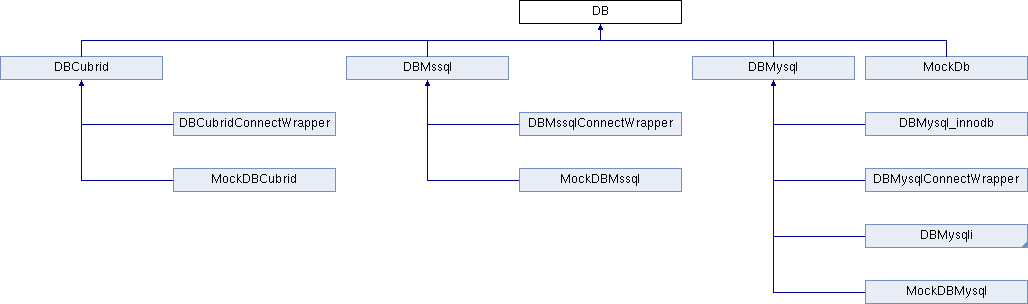 DB
DBCubrid
DBMssql
DBMysql
MockDb
DBCubridConnectWrapper
DBMssqlConnectWrapper
DBMysql_innodb
MockDBCubrid
MockDBMssql
DBMysqlConnectWrapper
DBMysqli
MockDBMysql